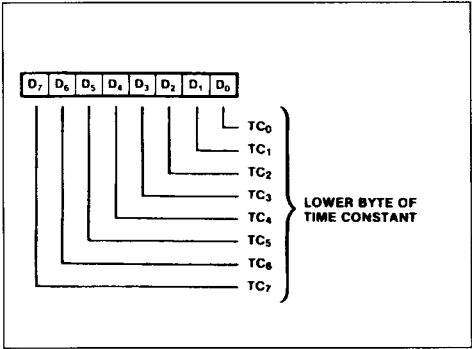 D₇ D₆ D₅ D₄ D₃ D₂ D₁ D₀
TC₀
TC₁
TC₂
TC₃
TC₄
TC₅
TC₆
TC₇
LOWER BYTE OF
TIME CONSTANT